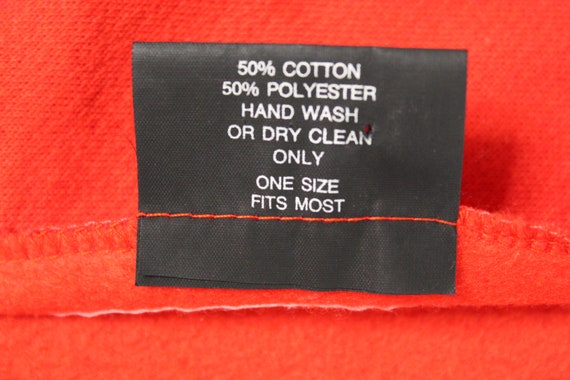 50% COTTON
50% POLYESTER
HAND WASH
OR DRY CLEAN
ONLY
ONE SIZE
FITS MOST